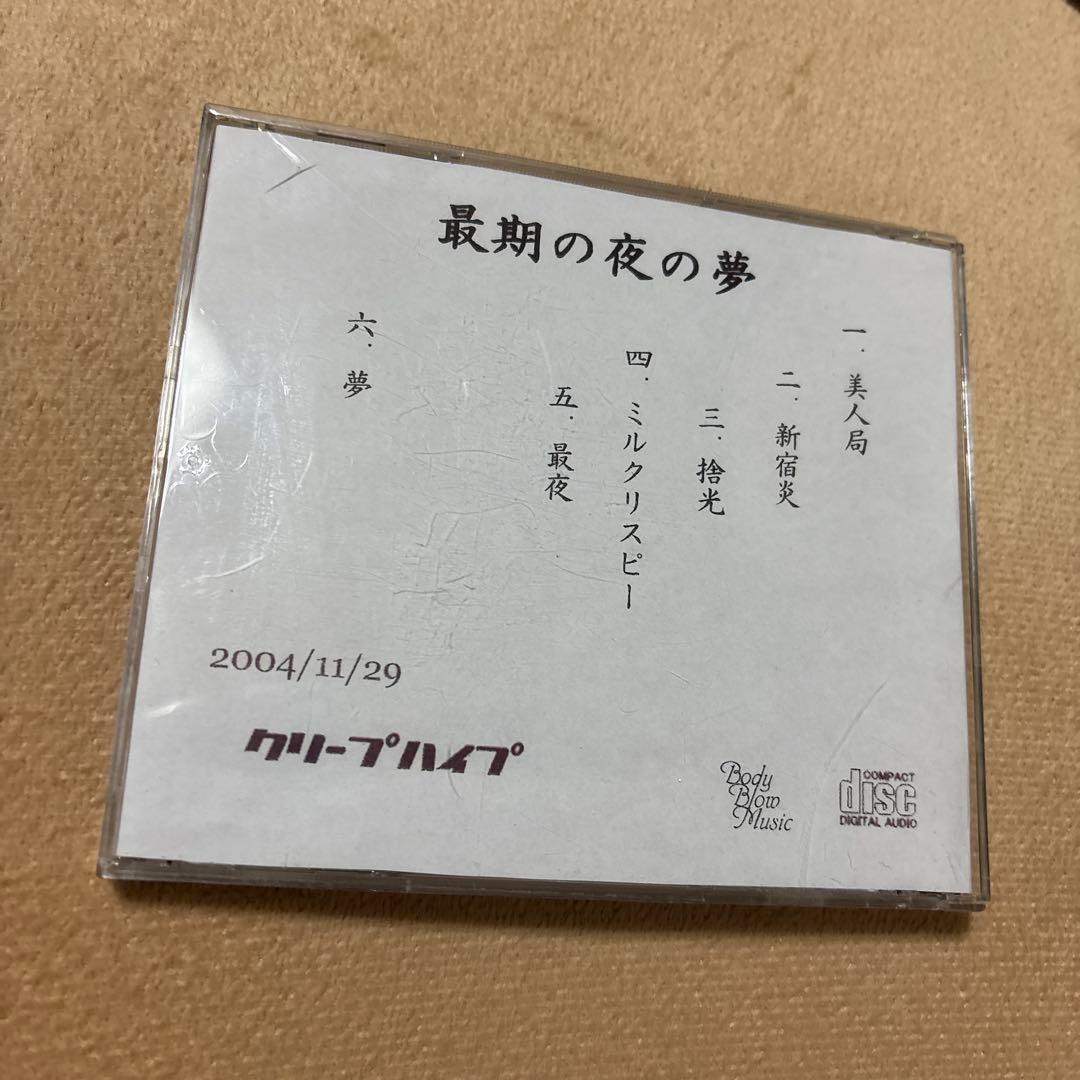 最期の夜の夢
一．美人局
二．新宿炎
三．捨光
四．ミルクリスピー
五．最夜
六．夢
2004/11/29
クリープハイプ
Body
Blow
Music
COMPACT
disc
DIGITAL AUDIO